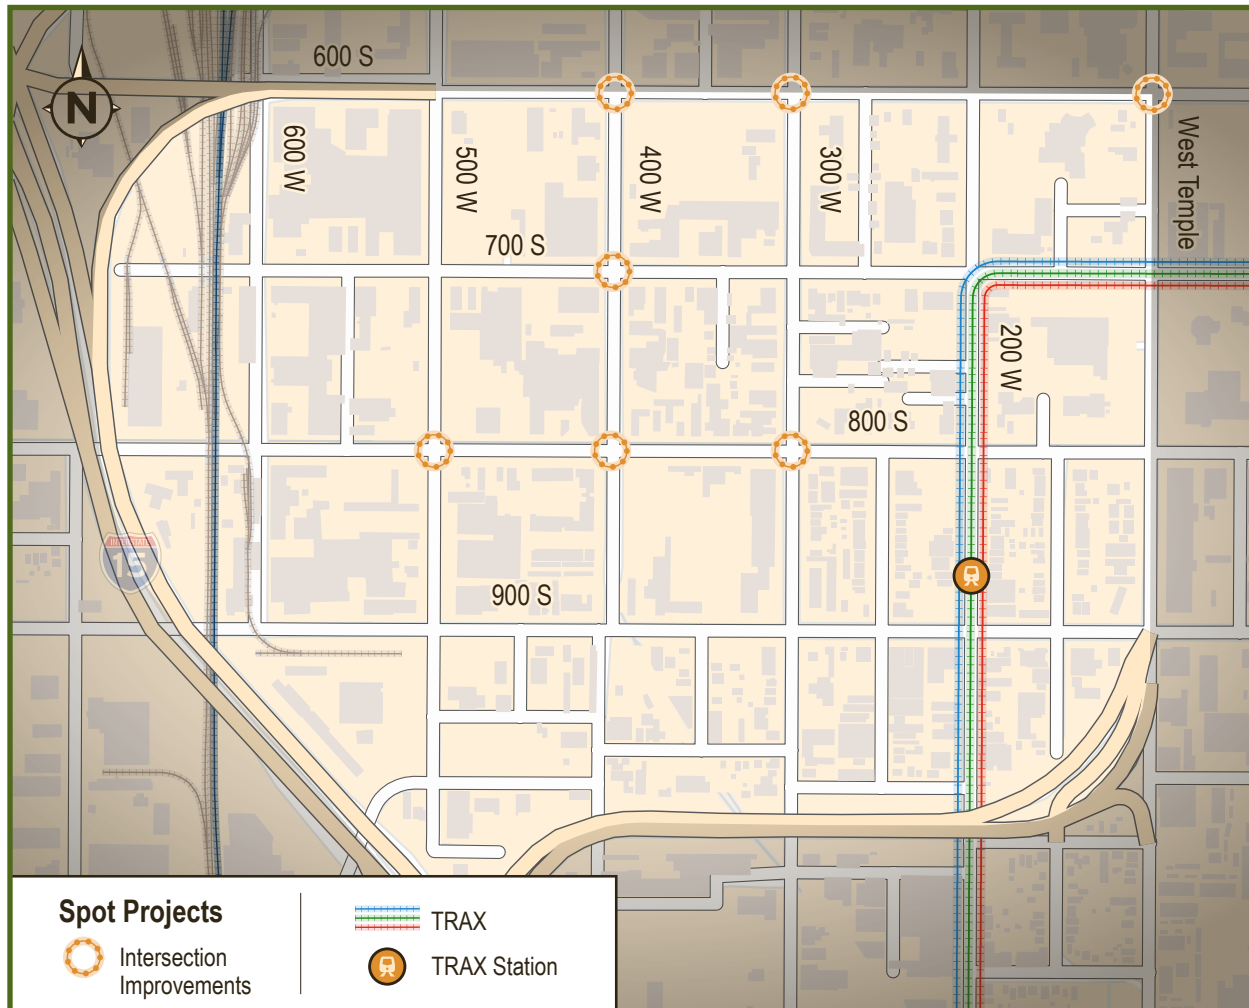 600 S
N
600 W
500 W
400 W
300 W
West Temple
700 S
200 W
800 S
INTERSTATE
15
900 S
Spot Projects
Intersection
Improvements
TRAX
TRAX Station